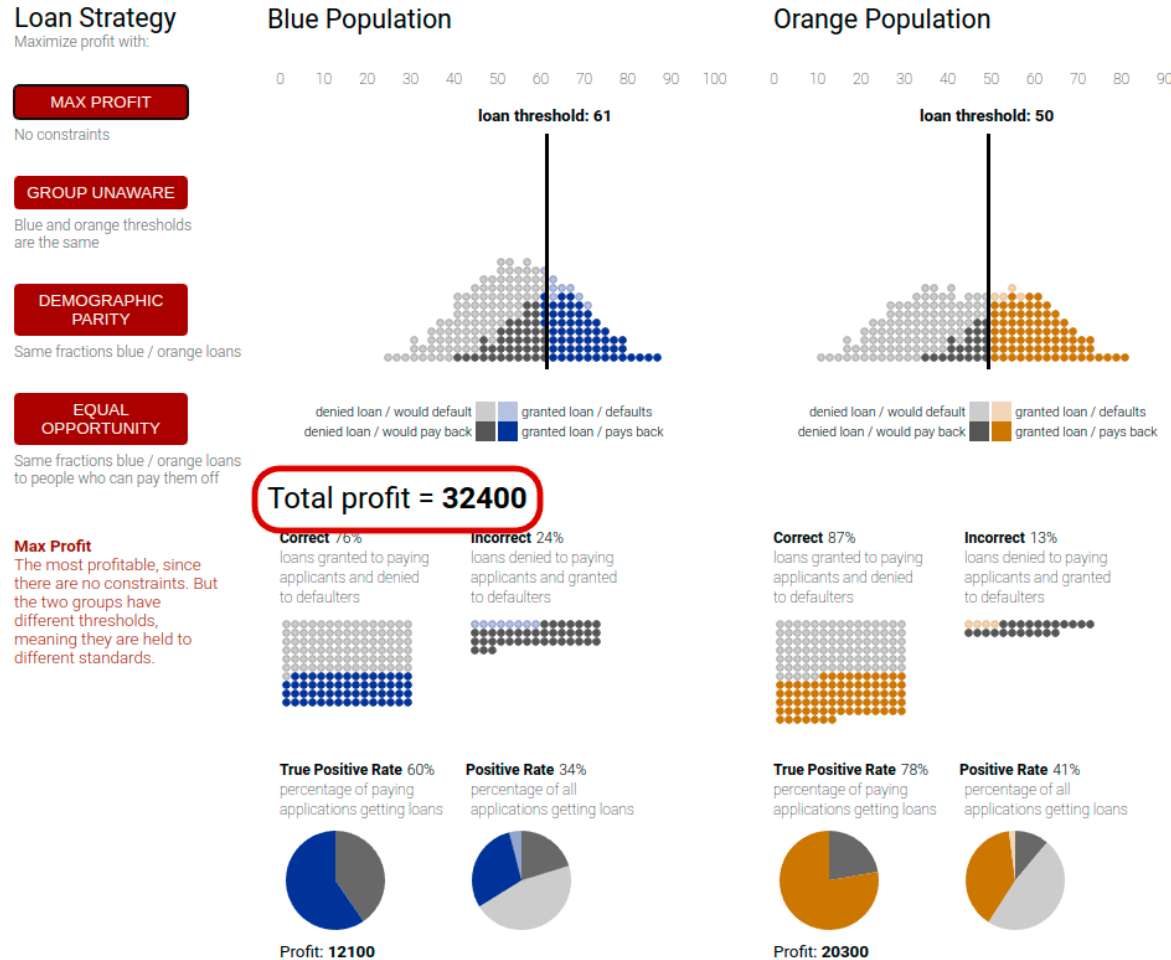 Loan Strategy
Maximize profit with:
MAX PROFIT
No constraints
GROUP UNAWARE
Blue and orange thresholds
are the same
DEMOGRAPHIC
PARITY
Same fractions blue / orange loans
EQUAL
OPPORTUNITY
Same fractions blue / orange loans
to people who can pay them off
Max Profit
The most profitable, since
there are no constraints. But
the two groups have
different thresholds,
meaning they are held to
different standards.
Blue Population
0 10 20 30 40 50 60 70 80 90 100
loan threshold: 61
denied loan / would default granted loan / defaults
denied loan / would pay back granted loan / pays back
Total profit = 32400
Correct 76%
loans granted to paying
applicants and denied
to defaulters
Incorrect 24%
loans denied to paying
applicants and granted
to defaulters
True Positive Rate 60%
percentage of paying
applications getting loans
Positive Rate 34%
percentage of all
applications getting loans
Profit: 12100
Orange Population
0 10 20 30 40 50 60 70 80 90
loan threshold: 50
denied loan / would default granted loan / defaults
denied loan / would pay back granted loan / pays back
Correct 87%
loans granted to paying
applicants and denied
to defaulters
Incorrect 13%
loans denied to paying
applicants and granted
to defaulters
True Positive Rate 78%
percentage of paying
applications getting loans
Positive Rate 41%
percentage of all
applications getting loans
Profit: 20300